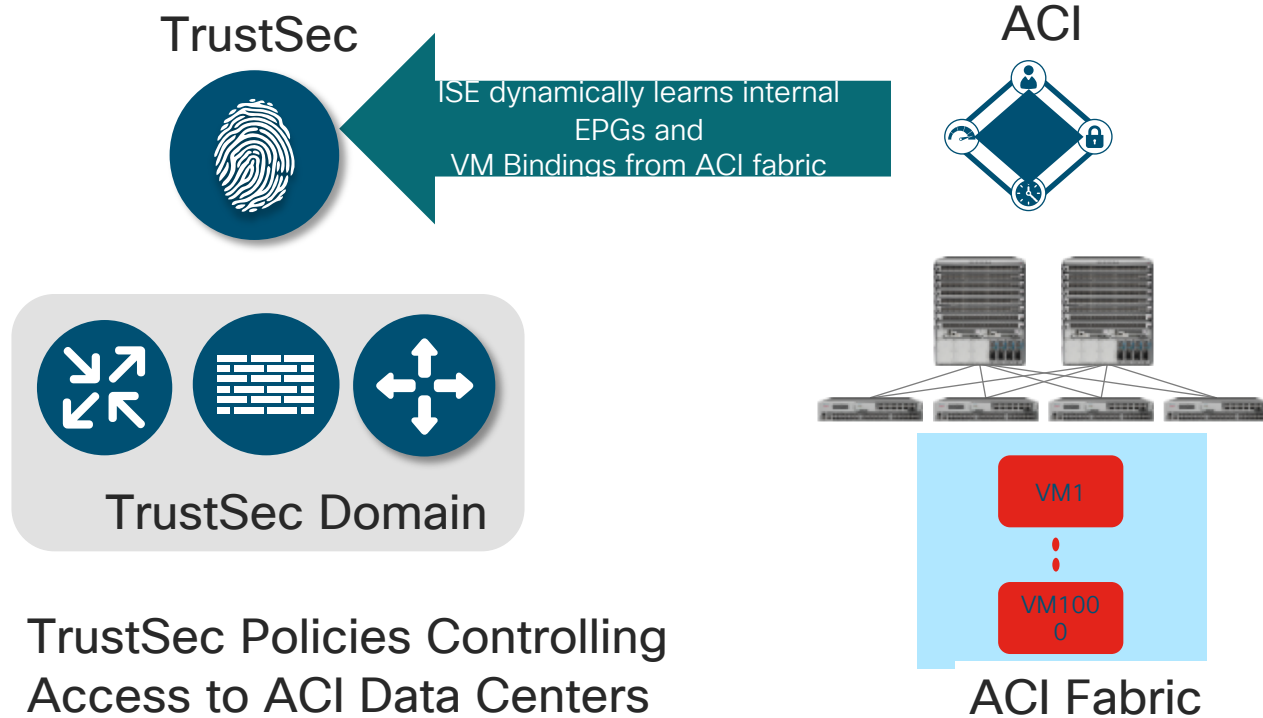 TrustSec
ACI
ISE dynamically learns internal
EPGs and
VM Bindings from ACI fabric
TrustSec Domain
VM1
VM100
0
TrustSec Policies Controlling
Access to ACI Data Centers
ACI Fabric